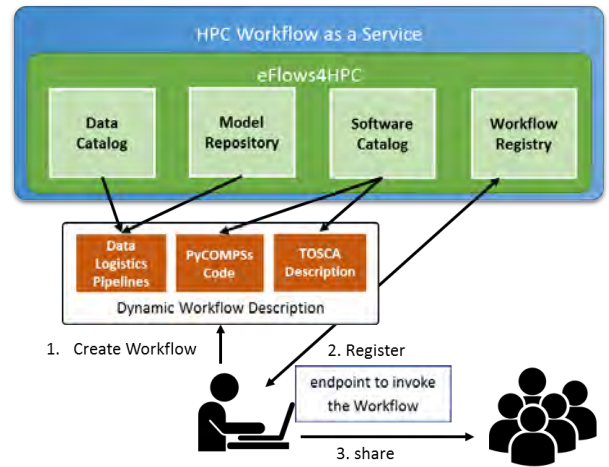 HPC Workflow as a Service
eFlows4HPC
Data
Catalog
Model
Repository
Software
Catalog
Workflow
Registry
Data
Logistics
Pipelines
PyCOMPSs
Code
TOSCA
Description
Dynamic Workflow Description
1. Create Workflow
2. Register
endpoint to invoke
the Workflow
3. share